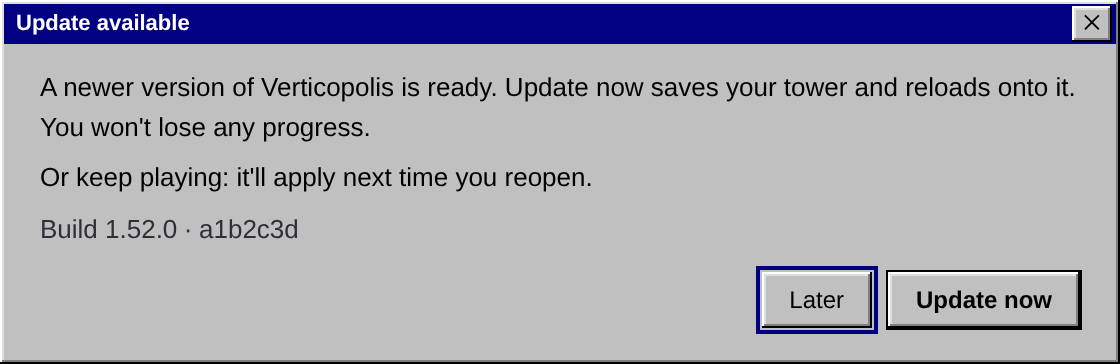 Update available
A newer version of Verticopolis is ready. Update now saves your tower and reloads onto it.
You won't lose any progress.
Or keep playing: it'll apply next time you reopen.
Build 1.52.0 · a1b2c3d
Later
Update now